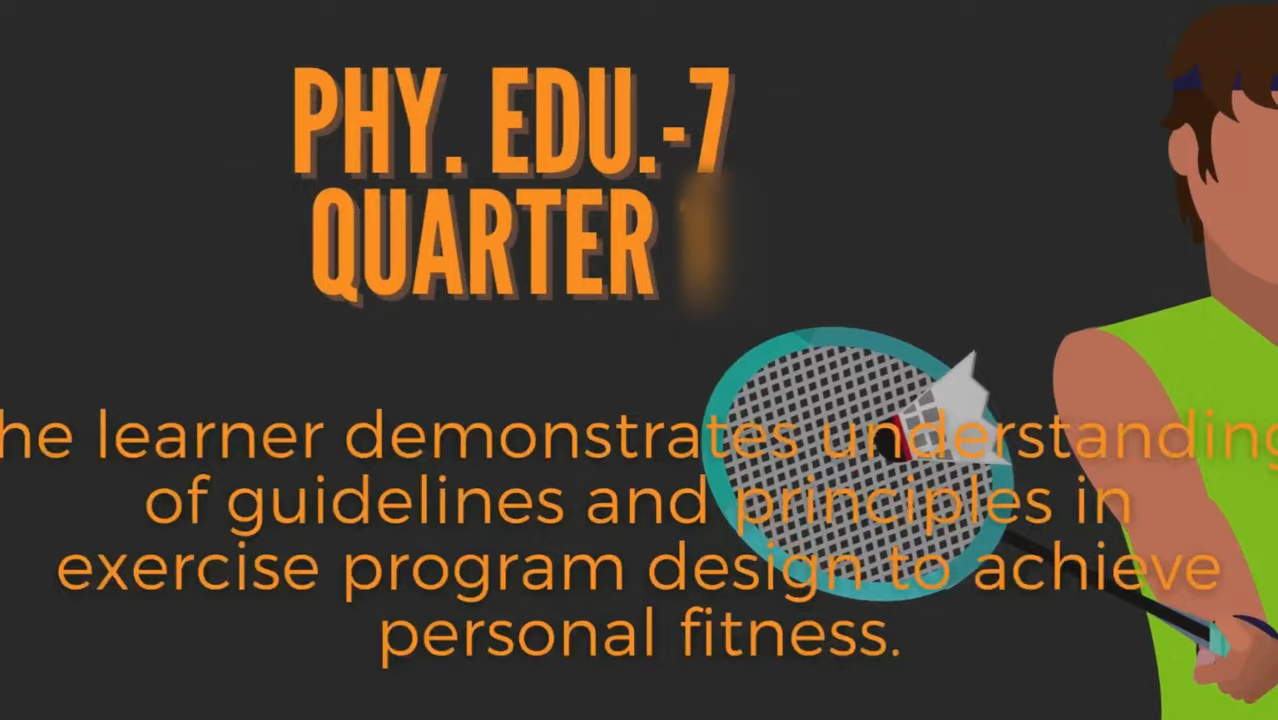 PHY. EDU.-7
QUARTER
he learner demonstrates understanding
of guidelines and principles in
exercise program design to achieve
personal fitness.